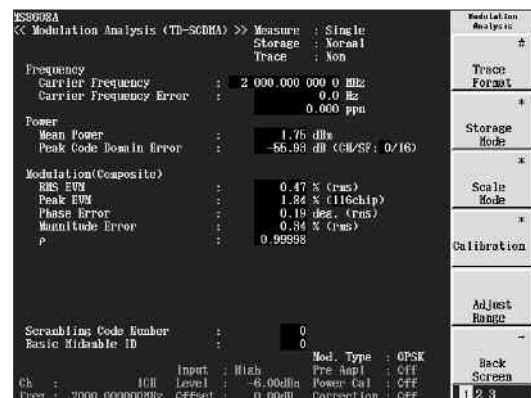 MS8608A
<< Modulation Analysis (TD-SCDMA) >> Measure : Single
Storage : Normal
Trace : Non
Frequency
Carrier Frequency : 2 000.000 000 0 MHz
Carrier Frequency Error : 0.0 Hz
0.000 ppm
Power
Mean Power : 1.75 dBm
Peak Code Domain Error : -55.93 dB (CH/SF: 0/16)
Modulation(Composite)
RMS EVM : 0.47 % (rms)
Peak EVM : 1.84 % (116chip)
Phase Error : 0.19 deg. (rms)
Magnitude Error : 0.34 % (rms)
ρ : 0.99998
Scrambling Code Number : 0
Basic Midamble ID : 0
Mod. Type : QPSK
Input : High Pre Ampl : Off
Ch : 1CH Level : -6.00dBm Power Cal : Off
Freq : 2000.000000MHz Offset : 0.00dB Correction : Off
Modulation
Analysis
#
Trace
Format
*
Storage
Mode
*
Scale
Mode
*
Calibration
Adjust
Range
→
Back
Screen
1 2 3